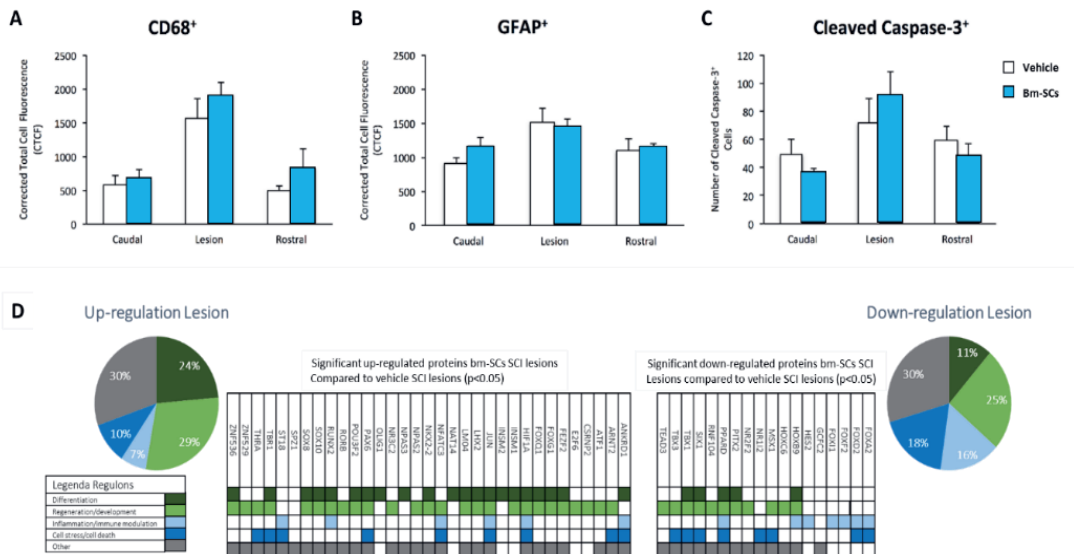 A
CD68⁺
Corrected Total Cell Fluorescence
(CTCF)
2500
2000
1500
1000
500
0
Caudal
Lesion
Rostral
B
GFAP⁺
Corrected Total Cell Fluorescence
(CTCF)
2500
2000
1500
1000
500
0
Caudal
Lesion
Rostral
C
Cleaved Caspase-3⁺
Number of Cleaved Caspase-3⁺
Cells
120
100
80
60
40
20
0
Caudal
Lesion
Rostral
Vehicle
Bm-SCs
D
Up-regulation Lesion
24%
29%
7%
10%
30%
Significant up-regulated proteins bm-SCs SCI lesions
Compared to vehicle SCI lesions (p<0.05)
ZNF536
ZNF529
THRA
TBR1
ST18
SPZ1
SOX8
SOX10
RUNX2
RORB
POU3F2
PAX6
OLIG1
NR3C2
NPAS3
NPAS2
NKX2-2
NFATC3
NAT14
LMO4
LHX2
JUN
INSM2
INSM1
HIF1A
FOXO1
FOXG1
FEZF2
E2F6
CSRNP2
ATF1
ARNT2
ANKRD1
Significant down-regulated proteins bm-SCs SCI
Lesions compared to vehicle SCI lesions (p<0.05)
TEAD3
TBX3
TBX1
SIX1
RNF104
PPARD
PITX2
NR2F2
NR1I2
MSX1
HOXC6
HOXB9
HES2
GCFC2
FOXJ1
FOXF2
FOXD2
FOXA2
Down-regulation Lesion
11%
25%
16%
18%
30%
Legenda Regulons
Differentiation
Regeneration/development
Inflammation/immune modulation
Cell stress/cell death
Other